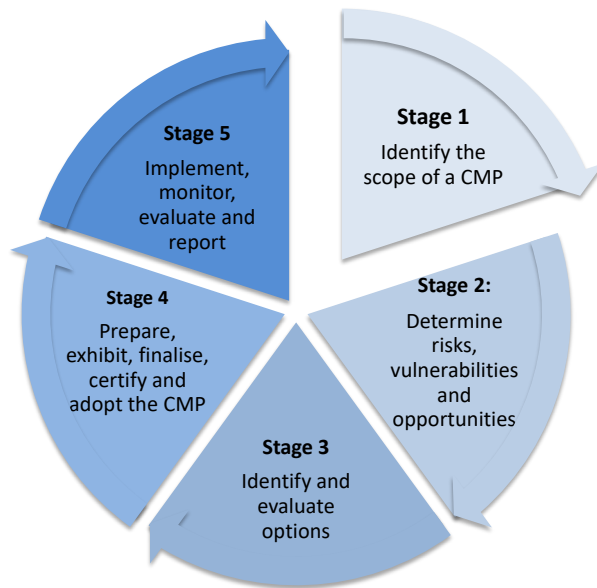 Stage 1
Identify the
scope of a CMP
Stage 2:
Determine
risks,
vulnerabilities
and
opportunities
Stage 3
Identify and
evaluate
options
Stage 4
Prepare,
exhibit, finalise,
certify and
adopt the CMP
Stage 5
Implement,
monitor,
evaluate and
report